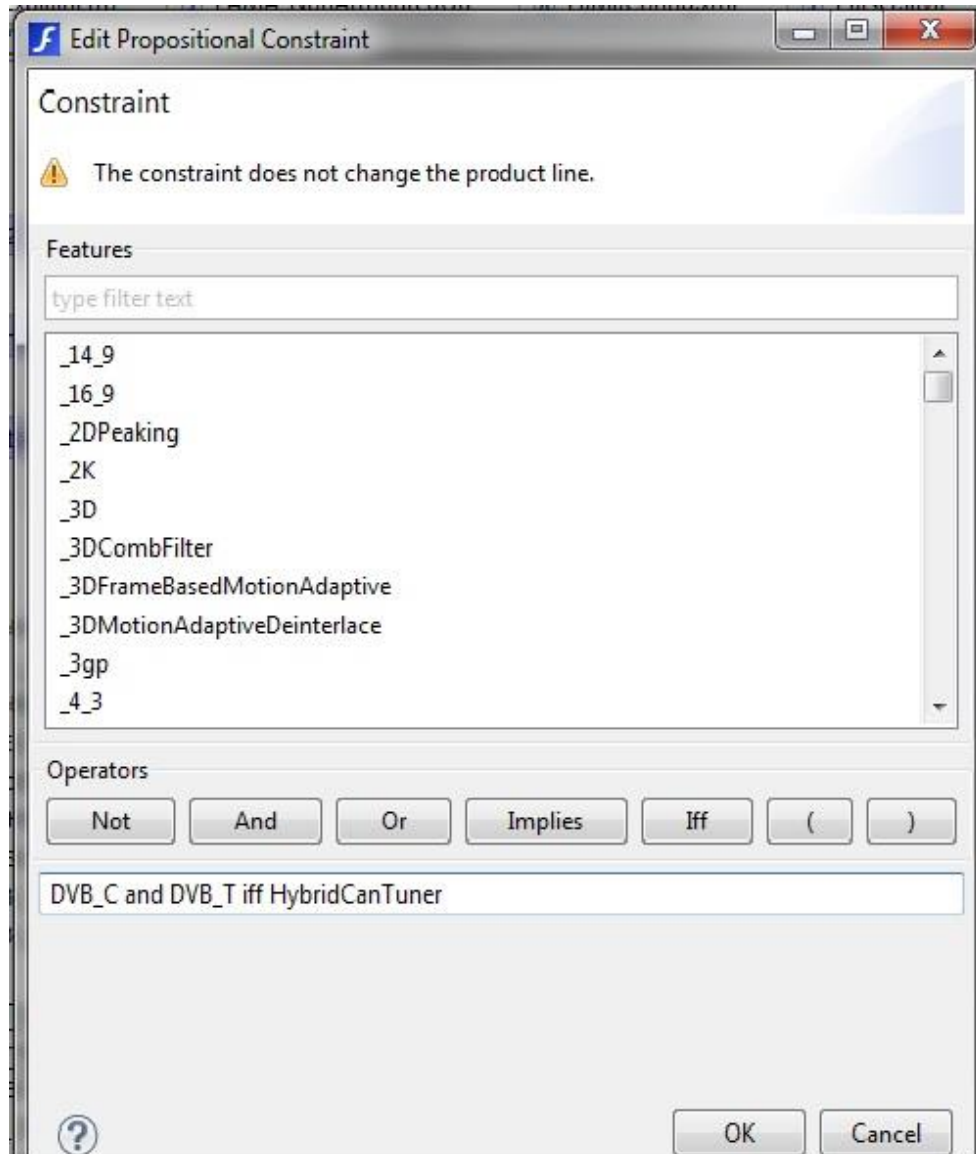 Edit Propositional Constraint
Constraint
The constraint does not change the product line.
Features
type filter text
_14_9
_16_9
_2DPeaking
_2K
_3D
_3DCombFilter
_3DFrameBasedMotionAdaptive
_3DMotionAdaptiveDeinterlace
_3gp
_4_3
Operators
Not And Or Implies Iff ( )
DVB_C and DVB_T iff HybridCanTuner
? OK Cancel